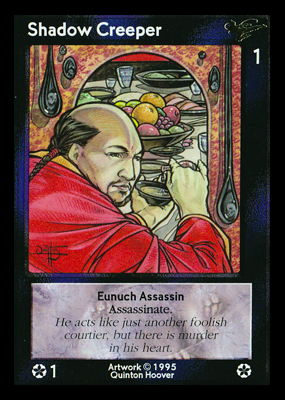 Shadow Creeper
1
Eunuch Assassin
Assassinate.
He acts like just another foolish
courtier, but there is murder
in his heart.
1
Artwork © 1995
Quinton Hoover